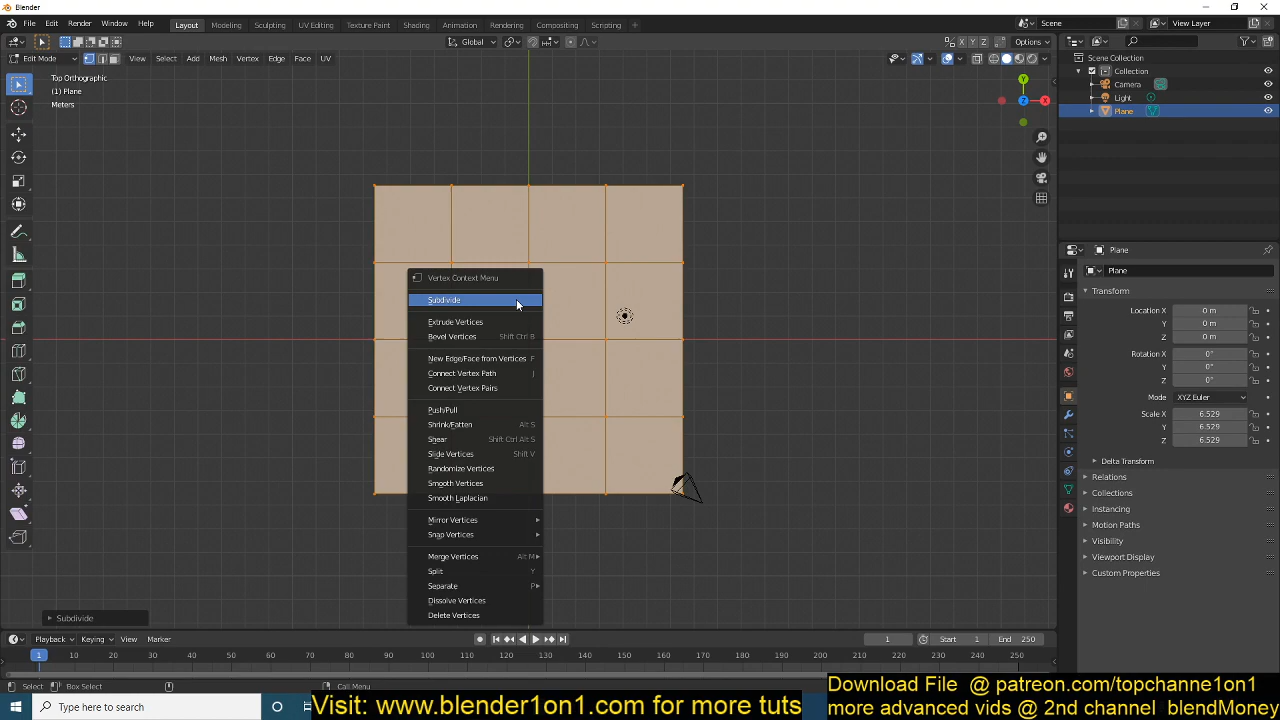 Blender
File Edit Render Window Help Layout Modeling Sculpting UV Editing Texture Paint Shading Animation Rendering Compositing Scripting Scene View Layer
Global X Y Z Options
Edit Mode View Select Add Mesh Vertex Edge Face UV
Top Orthographic
(1) Plane
Meters
Y
Z X
Scene Collection
Collection
Camera
Light
Plane
Vertex Context Menu
Subdivide
Extrude Vertices
Bevel Vertices Shift Ctrl B
New Edge/Face from Vertices F
Connect Vertex Path J
Connect Vertex Pairs
Push/Pull
Shrink/Fatten Alt S
Shear Shift Ctrl Alt S
Slide Vertices Shift V
Randomize Vertices
Smooth Vertices
Smooth Laplacian
Mirror Vertices
Snap Vertices
Merge Vertices Alt M
Split Y
Separate P
Dissolve Vertices
Delete Vertices
Plane
Plane
Transform
Location X 0 m
Y 0 m
Z 0 m
Rotation X 0°
Y 0°
Z 0°
Mode XYZ Euler
Scale X 6.529
Y 6.529
Z 6.529
Delta Transform
Relations
Collections
Instancing
Motion Paths
Visibility
Viewport Display
Custom Properties
Subdivide
Playback Keying View Marker 1 Start 1 End 250
1 10 20 30 40 50 60 70 80 90 100 110 120 130 140 150 160 170 180 190 200 210 220 230 240 250
Select Box Select Call Menu
Type here to search
Visit: www.blender1on1.com for more tuts
Download File @ patreon.com/topchanne1on1
more advanced vids @ 2nd channel blendMoney